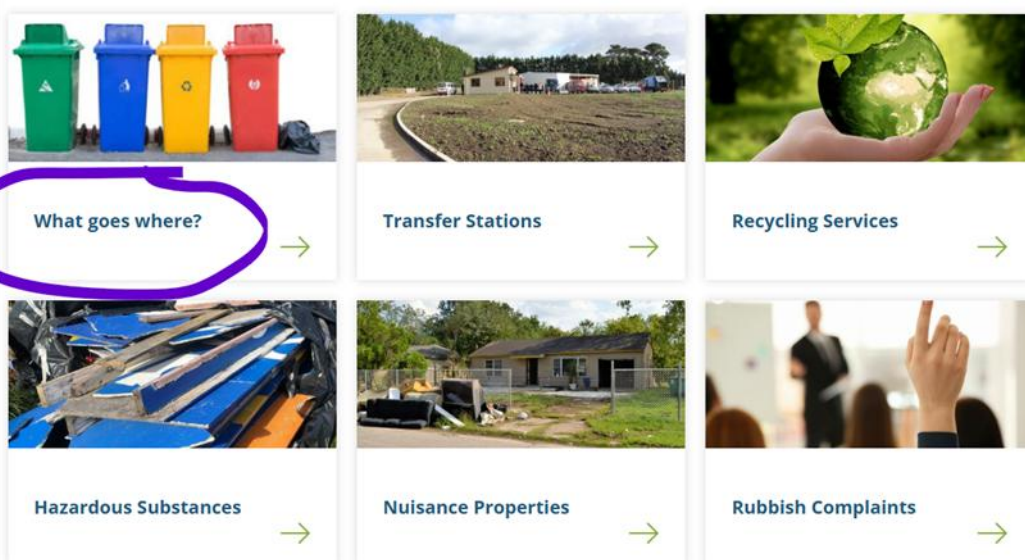 What goes where?
Transfer Stations
Recycling Services
Hazardous Substances
Nuisance Properties
Rubbish Complaints